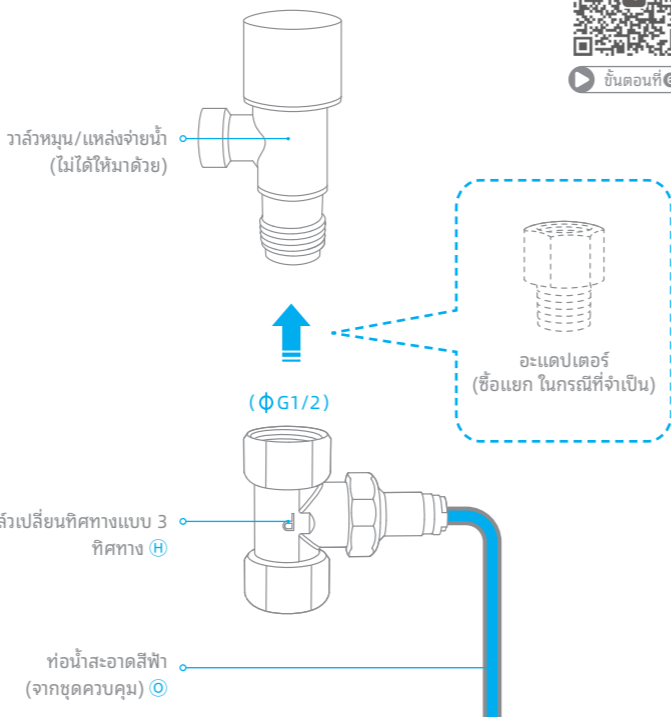 ขั้นตอนที่
วาล์วหมุน/แหล่งจ่ายน้ำ
(ไม่ได้ให้มาด้วย)
อะแดปเตอร์
(ซื้อแยก ในกรณีที่จำเป็น)
(ΦG1/2)
ล์วเปลี่ยนทิศทางแบบ 3
ทิศทาง Ⓗ
ท่อน้ำสะอาดสีฟ้า
(จากชุดควบคุม) Ⓞ